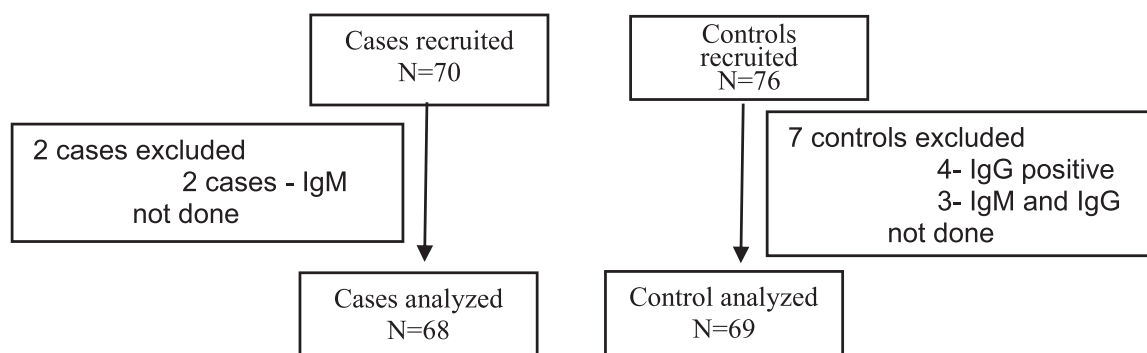 Cases recruited
N=70
Controls
recruited
N=76
2 cases excluded
2 cases - IgM
not done
7 controls excluded
4- IgG positive
3- IgM and IgG
not done
Cases analyzed
N=68
Control analyzed
N=69